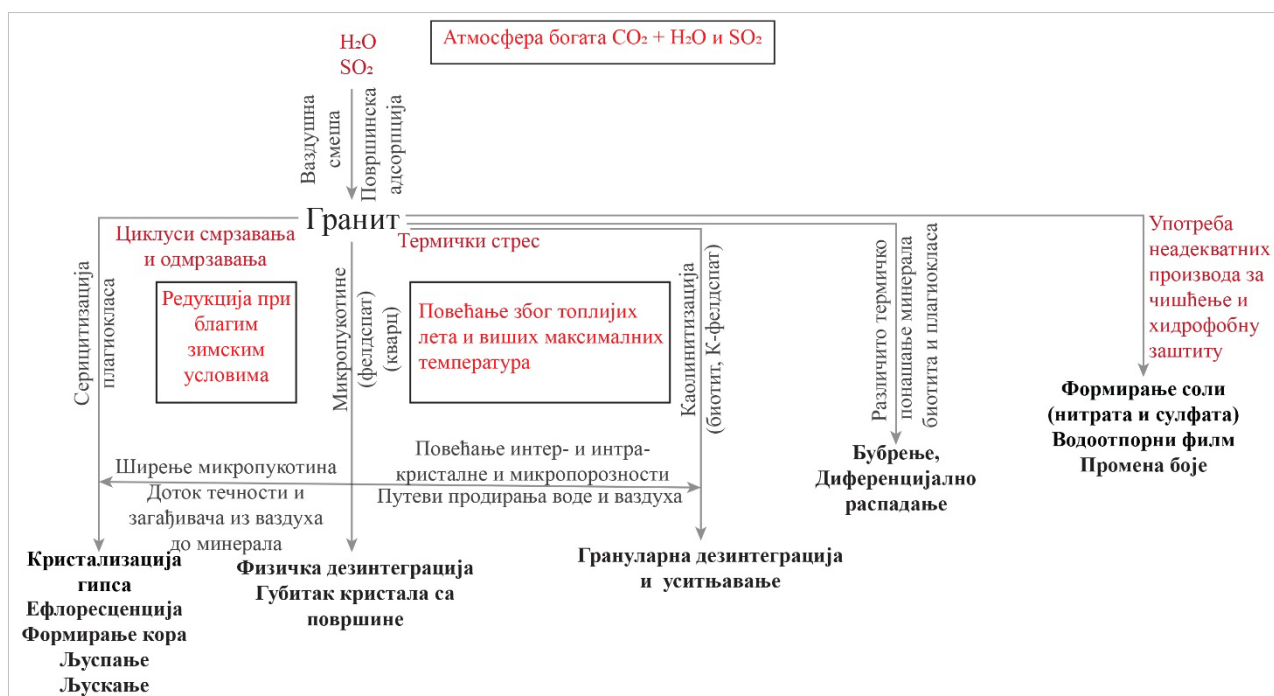 H₂O
SO₂
Атмосфера богата CO₂ + H₂O и SO₂
Ваздушна
смеша
Површинска
адсорпција
Гранит
Циклуси смрзавања
и одмрзавања
Термички стрес
Употреба
неадекватних
производа за
чишћење и
хидрофобну
заштиту
Серицитизација
плагиокласа
Редукција при
благим
зимским
условима
Микропукотине
(фелдспат)
(кварц)
Повећање због топлијих
лета и виших максималних
температура
Каолинитизација
(биотит, К-фелдспат)
Различито термичко
понашање минерала
биотита и плагиокласа
Формирање соли
(нитрата и сулфата)
Водоотпорни филм
Промена боје
Ширење микропукотина
Доток течности и
загађивача из ваздуха
до минерала
Повећање интер- и интра-
кристалне и микропорозности
Путеви продирања воде и ваздуха
Бубрење,
Диференцијално
распадање
Кристализација
гипса
Ефлоресценција
Формирање кора
Љуспање
Љускање
Физичка дезинтеграција
Губитак кристала са
површине
Грануларна дезинтеграција
и уситњавање